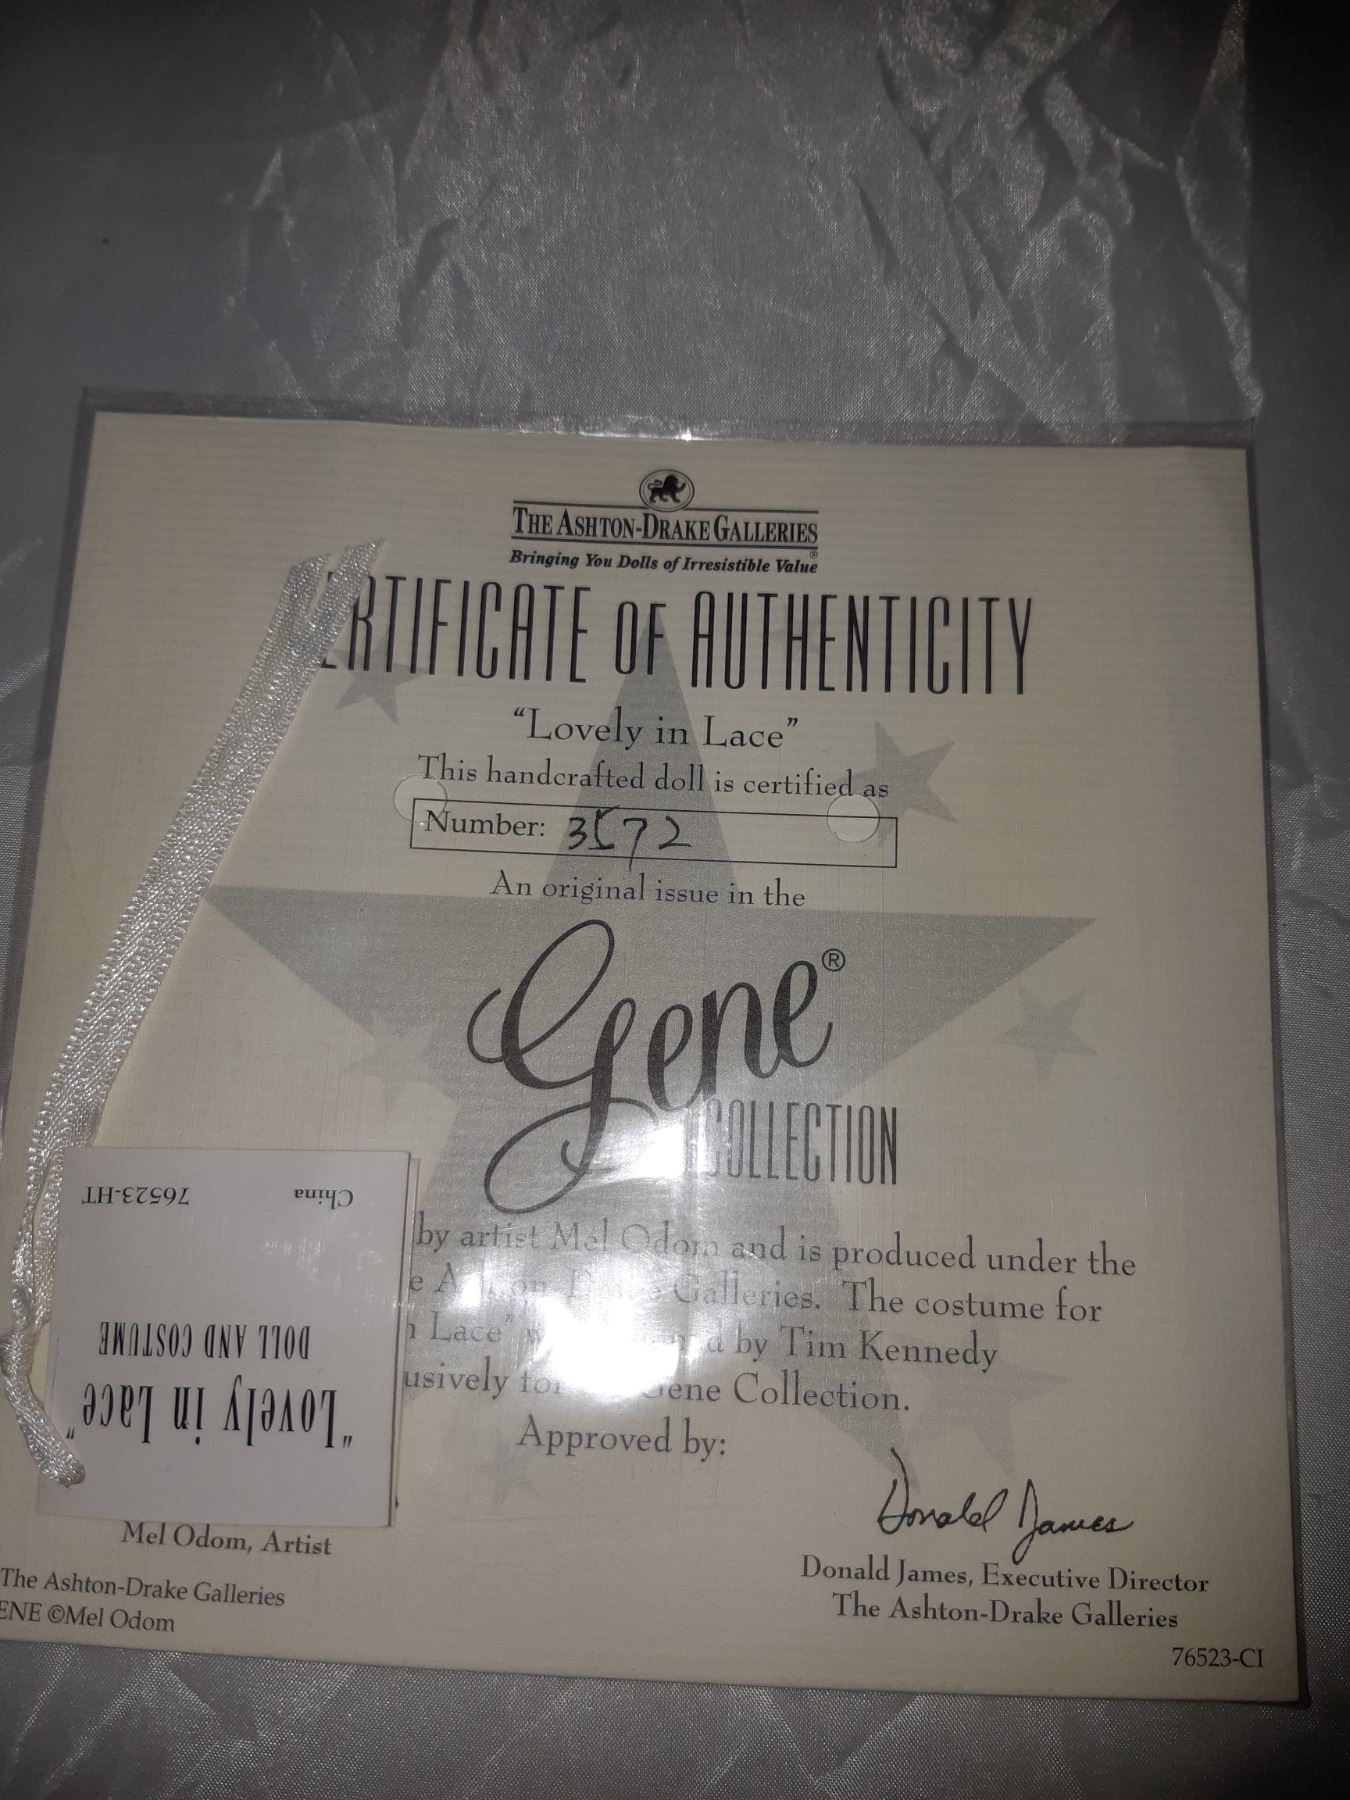 THE ASHTON-DRAKE GALLERIES
Bringing You Dolls of Irresistible Value®
ERTIFICATE OF AUTHENTICITY
“Lovely in Lace”
This handcrafted doll is certified as
Number: 3572
An original issue in the
Gene®
COLLECTION
by artist Mel Odom and is produced under the
Galleries. The costume for
Lace” by Tim Kennedy
usively Gene Collection.
Approved by:
Donald James
Mel Odom, Artist
Donald James, Executive Director
The Ashton-Drake Galleries
The Ashton-Drake Galleries
ENE ©Mel Odom
76523-CI
"Lovely in Lace"
DOLL AND COSTUME
China 76523-HT